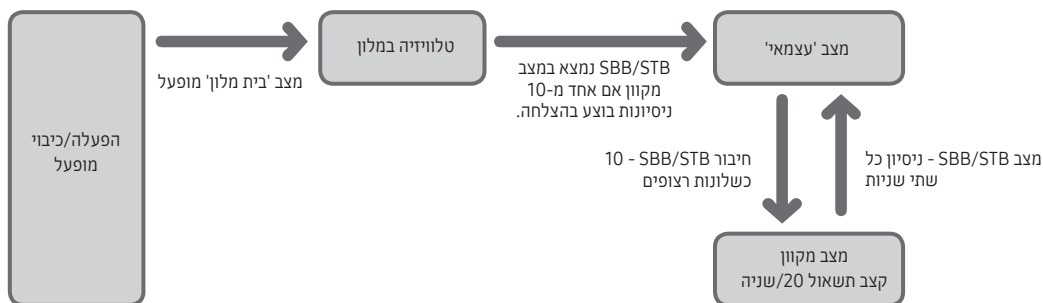 הפעלה/כיבוי
מופעל
מצב 'בית מלון' מופעל
טלוויזיה במלון
SBB/STB נמצא במצב
מקוון אם אחד מ-10
ניסיונות בוצע בהצלחה.
מצב 'עצמאי'
חיבור SBB/STB - 10
כשלונות רצופים
מצב SBB/STB - ניסיון כל
שתי שניות
מצב מקוון
קצב תשאול 20/שניה